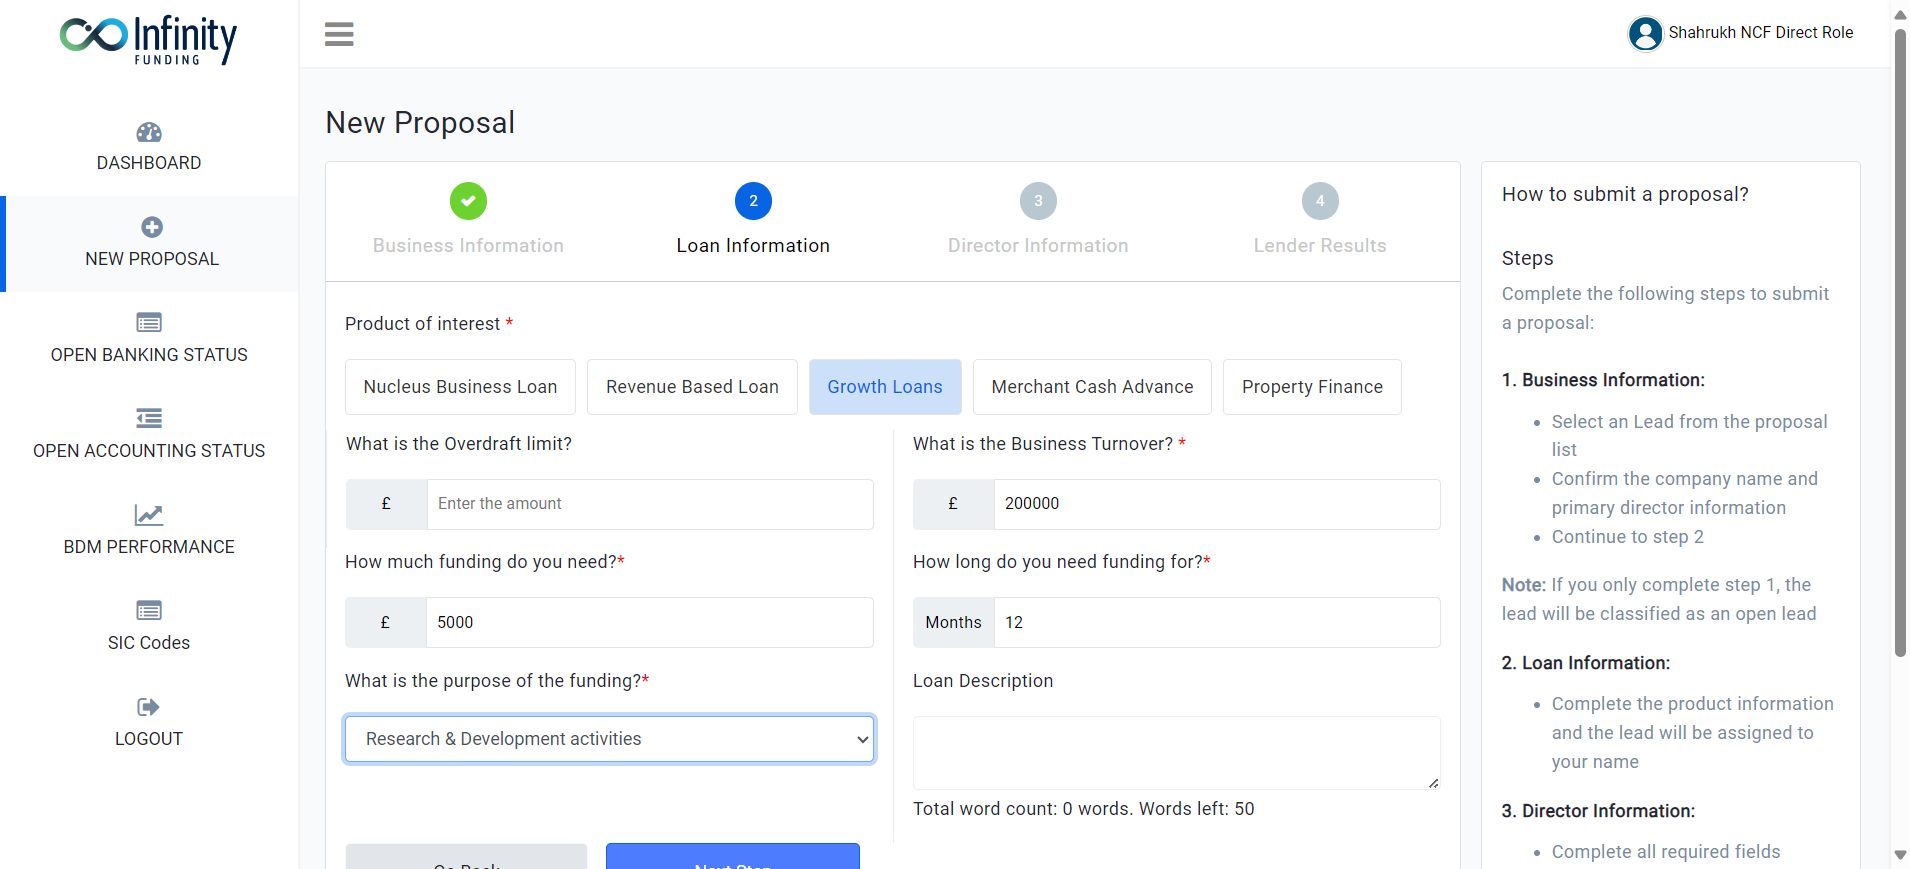 Infinity
FUNDING
Shahrukh NCF Direct Role
DASHBOARD
NEW PROPOSAL
OPEN BANKING STATUS
OPEN ACCOUNTING STATUS
BDM PERFORMANCE
SIC Codes
LOGOUT
New Proposal
2
3
4
Business Information
Loan Information
Director Information
Lender Results
Product of interest *
Nucleus Business Loan
Revenue Based Loan
Growth Loans
Merchant Cash Advance
Property Finance
What is the Overdraft limit?
What is the Business Turnover? *
£
Enter the amount
£
200000
How much funding do you need?*
How long do you need funding for?*
£
5000
Months
12
What is the purpose of the funding?*
Loan Description
Research & Development activities
Total word count: 0 words. Words left: 50
Go Back
Next Step
How to submit a proposal?
Steps
Complete the following steps to submit
a proposal:
1. Business Information:
• Select an Lead from the proposal
list
• Confirm the company name and
primary director information
• Continue to step 2
Note: If you only complete step 1, the
lead will be classified as an open lead
2. Loan Information:
• Complete the product information
and the lead will be assigned to
your name
3. Director Information:
• Complete all required fields